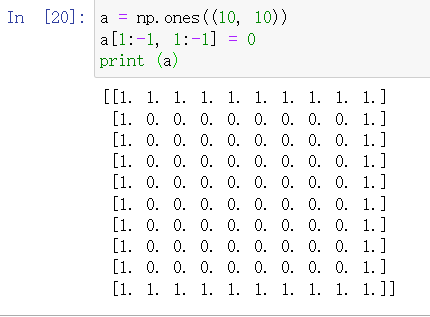 In [20]: a = np.ones((10, 10))
a[1:-1, 1:-1] = 0
print (a)
[[1. 1. 1. 1. 1. 1. 1. 1. 1. 1.]
[1. 0. 0. 0. 0. 0. 0. 0. 0. 1.]
[1. 0. 0. 0. 0. 0. 0. 0. 0. 1.]
[1. 0. 0. 0. 0. 0. 0. 0. 0. 1.]
[1. 0. 0. 0. 0. 0. 0. 0. 0. 1.]
[1. 0. 0. 0. 0. 0. 0. 0. 0. 1.]
[1. 0. 0. 0. 0. 0. 0. 0. 0. 1.]
[1. 0. 0. 0. 0. 0. 0. 0. 0. 1.]
[1. 0. 0. 0. 0. 0. 0. 0. 0. 1.]
[1. 1. 1. 1. 1. 1. 1. 1. 1. 1.]]